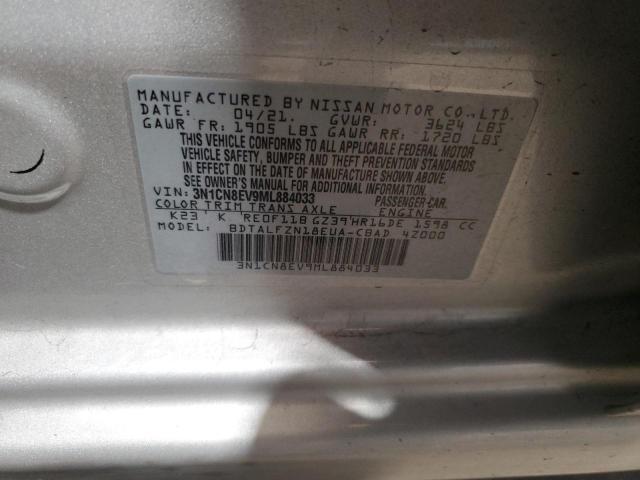 MANUFACTURED BY NISSAN MOTOR CO.,LTD.
DATE: 04/21. GVWR: 3624 LBS
GAWR FR: 1905 LBS GAWR RR: 1720 LBS
THIS VEHICLE CONFORMS TO ALL APPLICABLE FEDERAL MOTOR
VEHICLE SAFETY, BUMPER AND THEFT PREVENTION STANDARDS
IN EFFECT ON THE DATE OF MANUFACTURE SHOWN ABOVE.
SEE OWNER'S MANUAL FOR ADDITIONAL INFORMATION.
VIN: 3N1CN8EV9ML884033 PASSENGER-CAR.
COLOR TRIM TRANS AXLE ENGINE
K23 K RE0F11B GZ39 HR16DE 1598 CC
MODEL: BDTALFZN18EUA-CBAD 4Z000
3N1CN8EV9ML884033